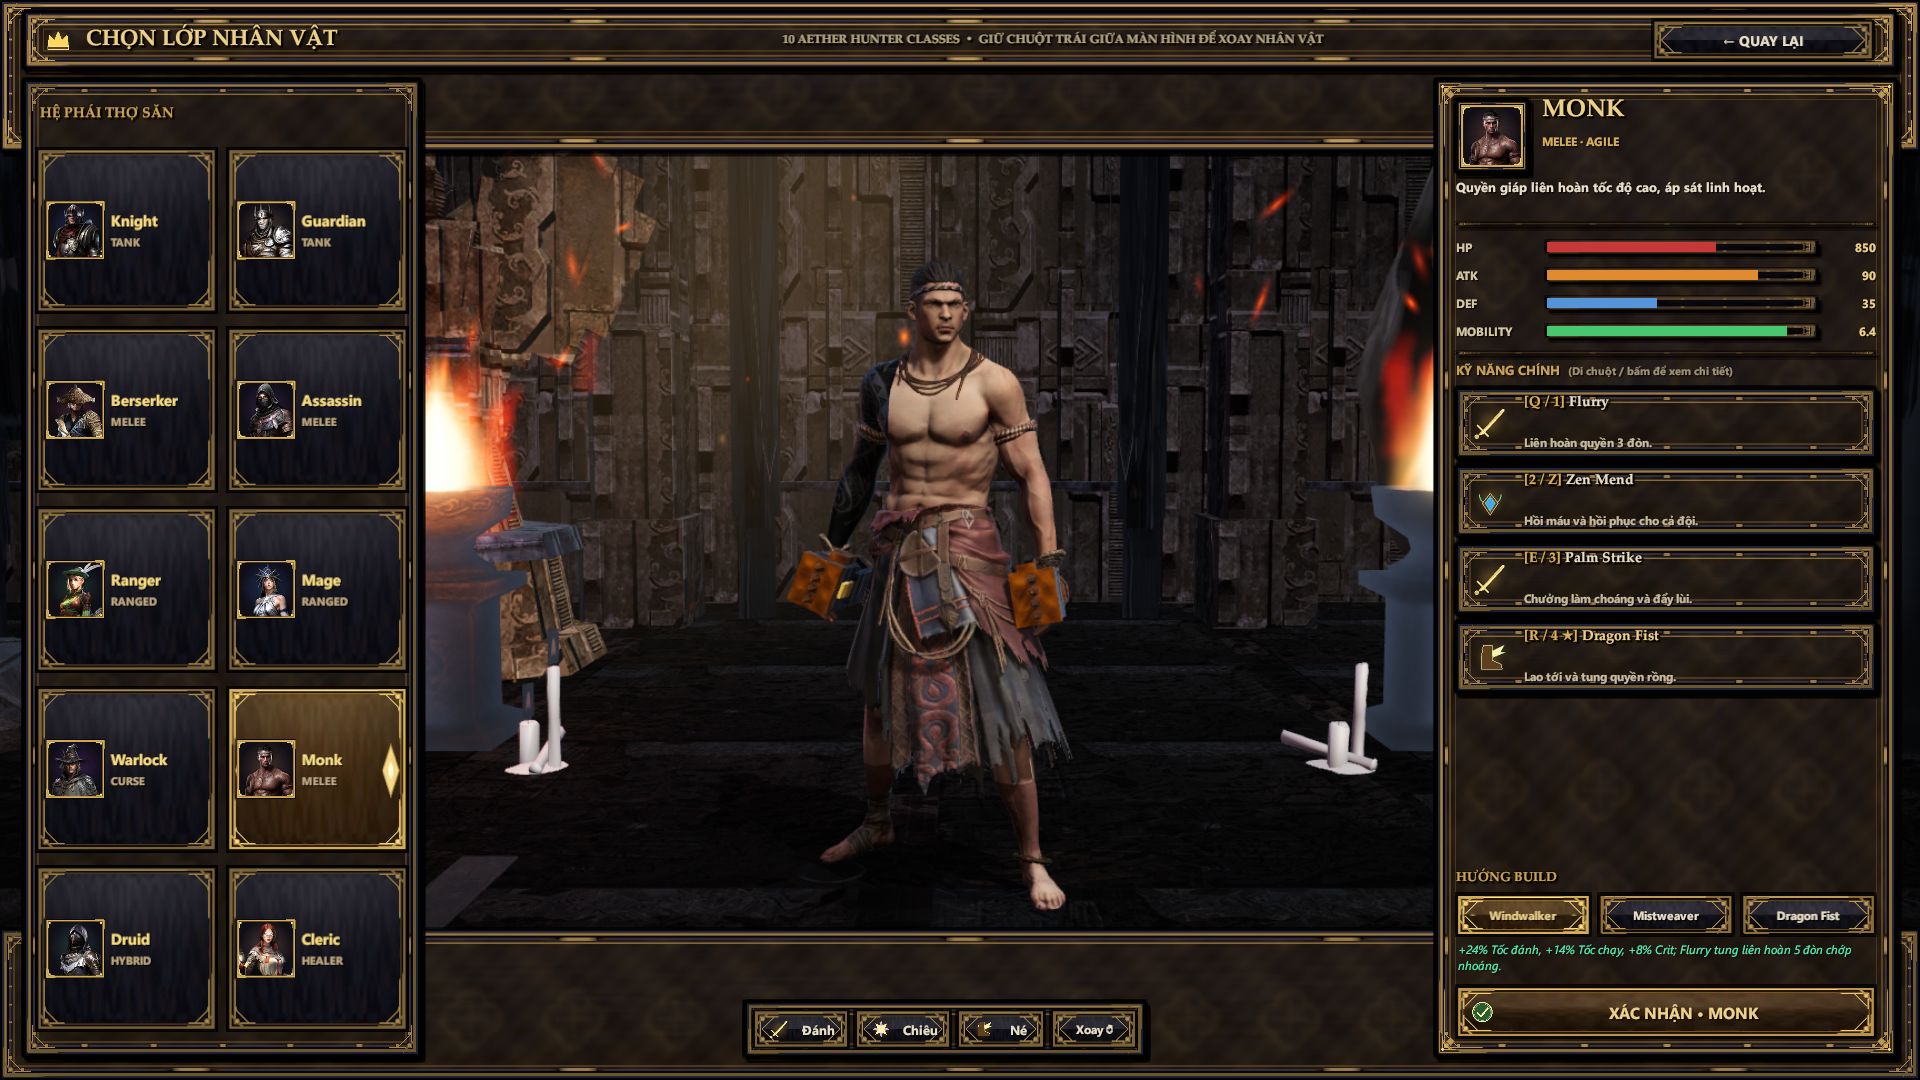 CHỌN LỚP NHÂN VẬT
10 AETHER HUNTER CLASSES • GIỮ CHUỘT TRÁI GIỮA MÀN HÌNH ĐỂ XOAY NHÂN VẬT
← QUAY LẠI
HỆ PHÁI THỢ SĂN
Knight
TANK
Guardian
TANK
Berserker
MELEE
Assassin
MELEE
Ranger
RANGED
Mage
RANGED
Warlock
CURSE
Monk
MELEE
Druid
HYBRID
Cleric
HEALER
Đánh
Chiêu
Né
Xoay
MONK
MELEE · AGILE
Quyền giáp liên hoàn tốc độ cao, áp sát linh hoạt.
HP 850
ATK 90
DEF 35
MOBILITY 6.4
KỸ NĂNG CHÍNH (Di chuột / bấm để xem chi tiết)
[Q / 1] Flurry
Liên hoàn quyền 3 đòn.
[2 / Z] Zen Mend
Hồi máu và hồi phục cho cả đội.
[E / 3] Palm Strike
Chưởng làm choáng và đẩy lùi.
[R / 4 ★] Dragon Fist
Lao tới và tung quyền rồng.
HƯỚNG BUILD
Windwalker
Mistweaver
Dragon Fist
+24% Tốc đánh, +14% Tốc chạy, +8% Crit; Flurry tung liên hoàn 5 đòn chớp
nhoáng.
XÁC NHẬN • MONK